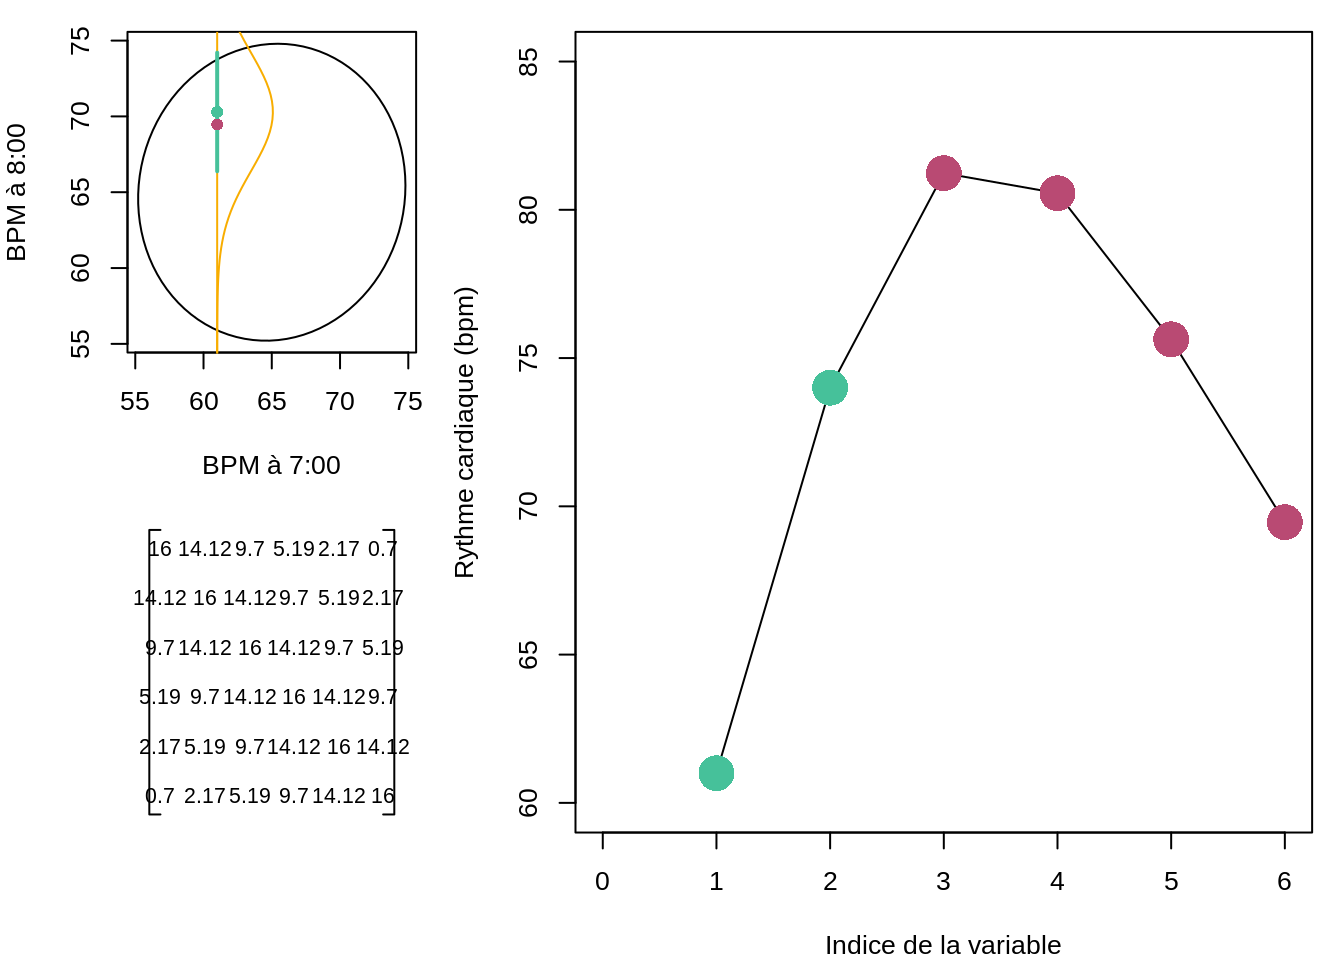 BPM à 8:00
75
70
65
60
55
55 60 65 70 75
BPM à 7:00
16 14.12 9.7 5.19 2.17 0.7
14.12 16 14.12 9.7 5.19 2.17
9.7 14.12 16 14.12 9.7 5.19
5.19 9.7 14.12 16 14.12 9.7
2.17 5.19 9.7 14.12 16 14.12
0.7 2.17 5.19 9.7 14.12 16
Rythme cardiaque (bpm)
85
80
75
70
65
60
0 1 2 3 4 5 6
Indice de la variable